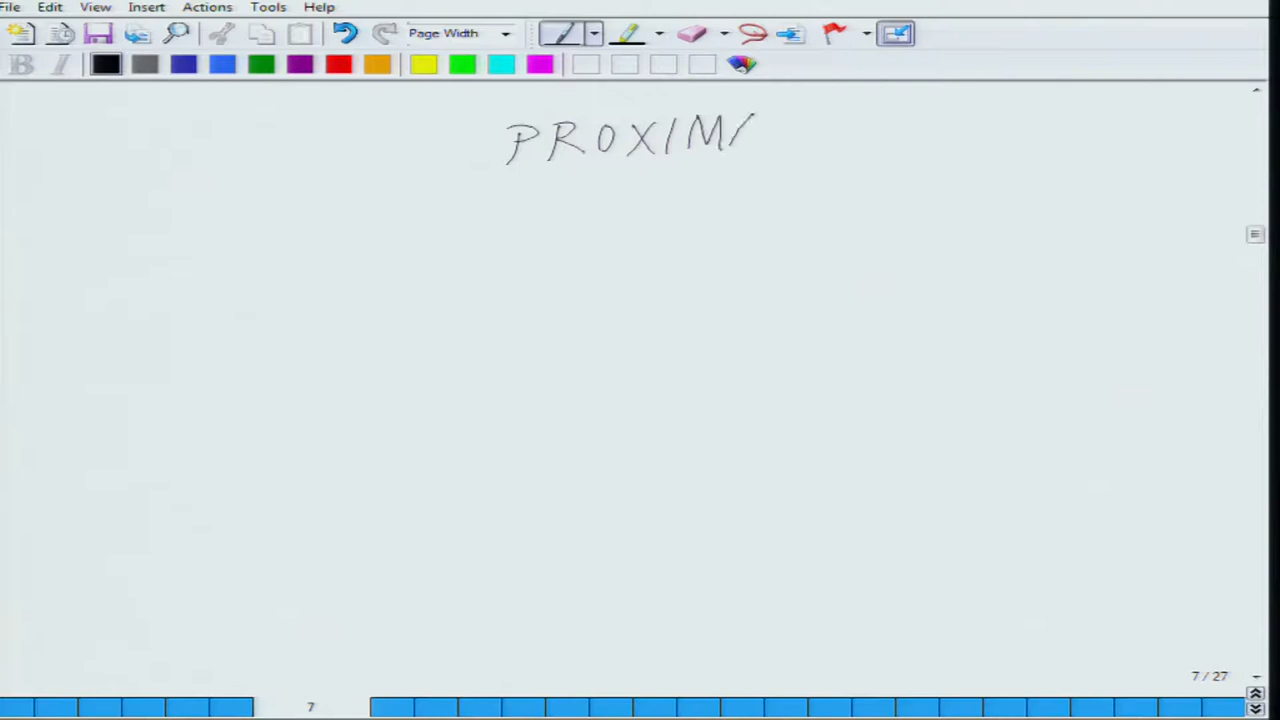 File Edit View Insert Actions Tools Help
Page Width
B I
PROXIM/
7 / 27
7